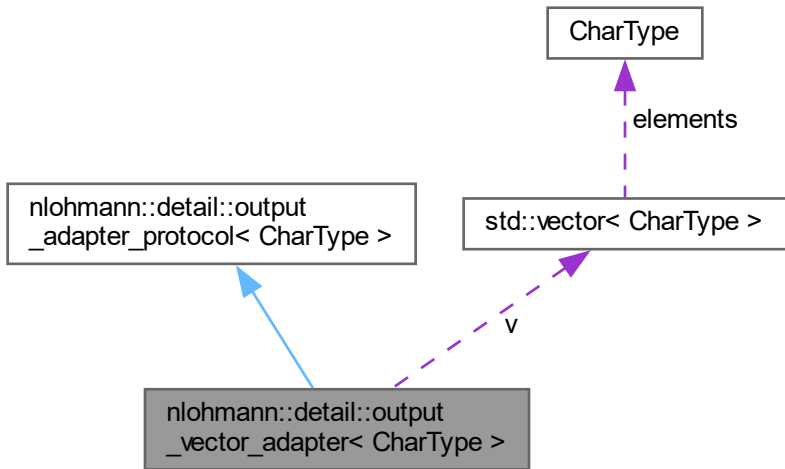 CharType
elements
nlohmann::detail::output
_adapter_protocol< CharType >
std::vector< CharType >
v
nlohmann::detail::output
_vector_adapter< CharType >